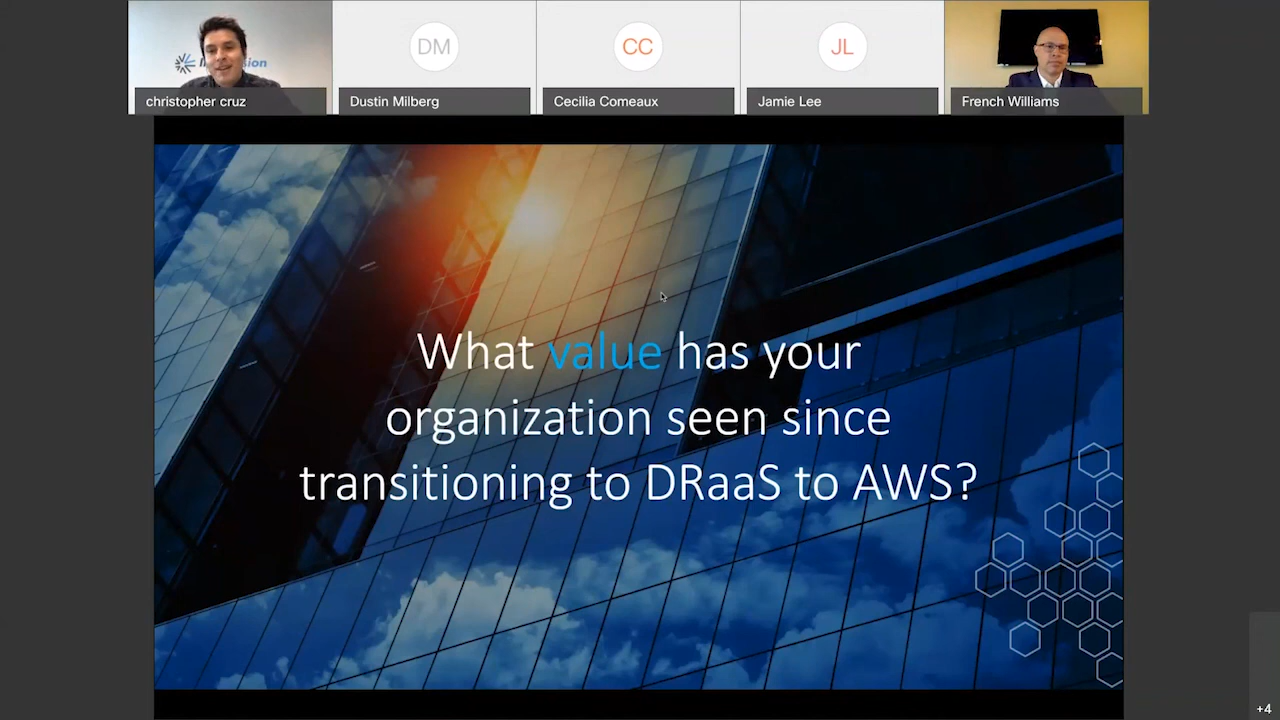 christopher cruz
DM
Dustin Milberg
CC
Cecilia Comeaux
JL
Jamie Lee
French Williams
What value has your
organization seen since
transitioning to DRaaS to AWS?
+4